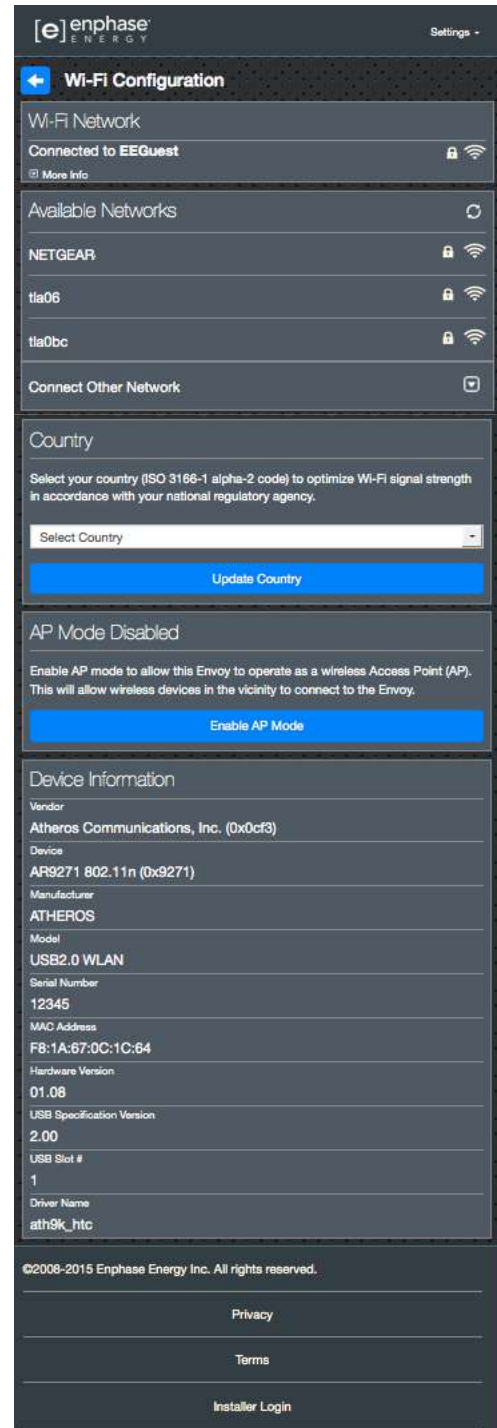 [e] enphase
ENERGY
Settings
Wi-Fi Configuration
Wi-Fi Network
Connected to EEGuest
More Info
Available Networks
NETGEAR
tla06
tla0bc
Connect Other Network
Country
Select your country (ISO 3166-1 alpha-2 code) to optimize Wi-Fi signal strength
in accordance with your national regulatory agency.
Select Country
Update Country
AP Mode Disabled
Enable AP mode to allow this Envoy to operate as a wireless Access Point (AP).
This will allow wireless devices in the vicinity to connect to the Envoy.
Enable AP Mode
Device Information
Vendor
Atheros Communications, Inc. (0x0cf3)
Device
AR9271 802.11n (0x9271)
Manufacturer
ATHEROS
Model
USB2.0 WLAN
Serial Number
12345
MAC Address
F8:1A:67:0C:1C:64
Hardware Version
01.08
USB Specification Version
2.00
USB Slot #
1
Driver Name
ath9k_htc
©2008-2015 Enphase Energy Inc. All rights reserved.
Privacy
Terms
Installer Login